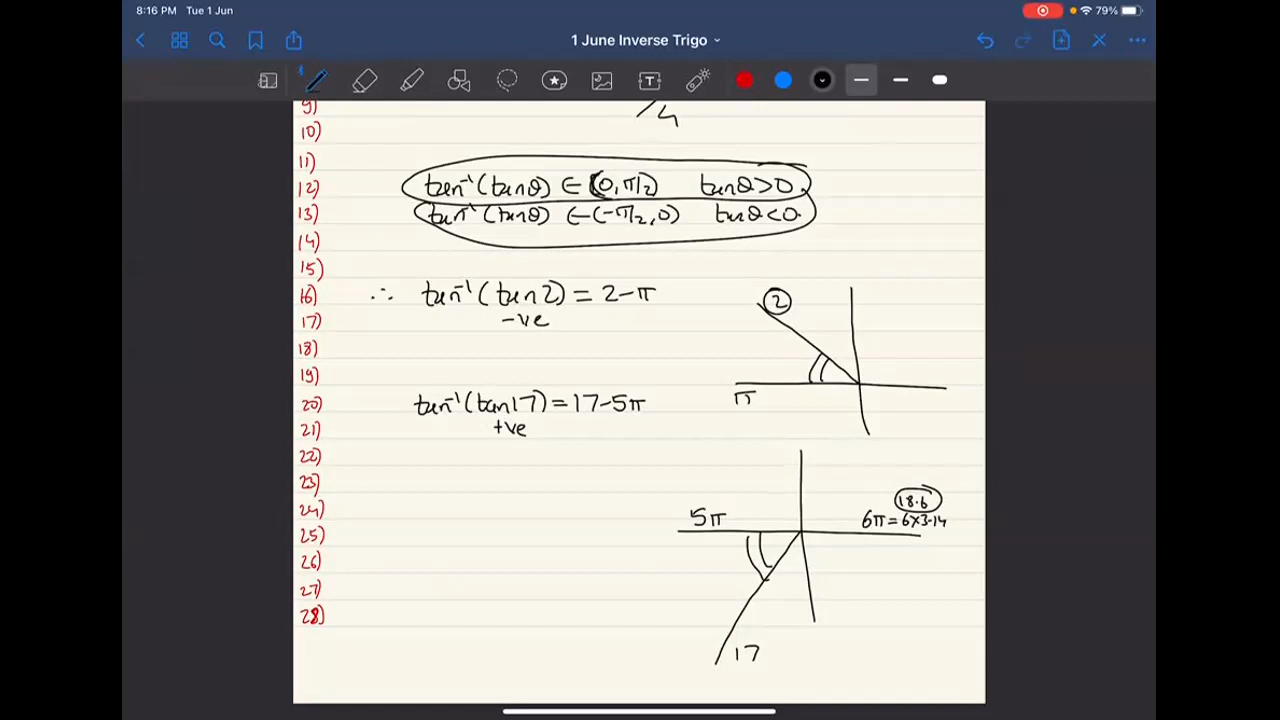 8:16 PM Tue 1 Jun
79%
1 June Inverse Trigo
9)
10)
11)
12)
13)
14)
15)
16)
17)
18)
19)
20)
21)
22)
23)
24)
25)
26)
27)
28)
/4
tan⁻¹(tanθ) ∈ (0, π/2) tanθ>0
tan⁻¹(tanθ) ∈ (-π/2, 0) tanθ<0
∴ tan⁻¹(tan2) = 2-π
-ve
2
π
tan⁻¹(tan17) = 17-5π
+ve
5π
18.6
6π = 6x3.14
17